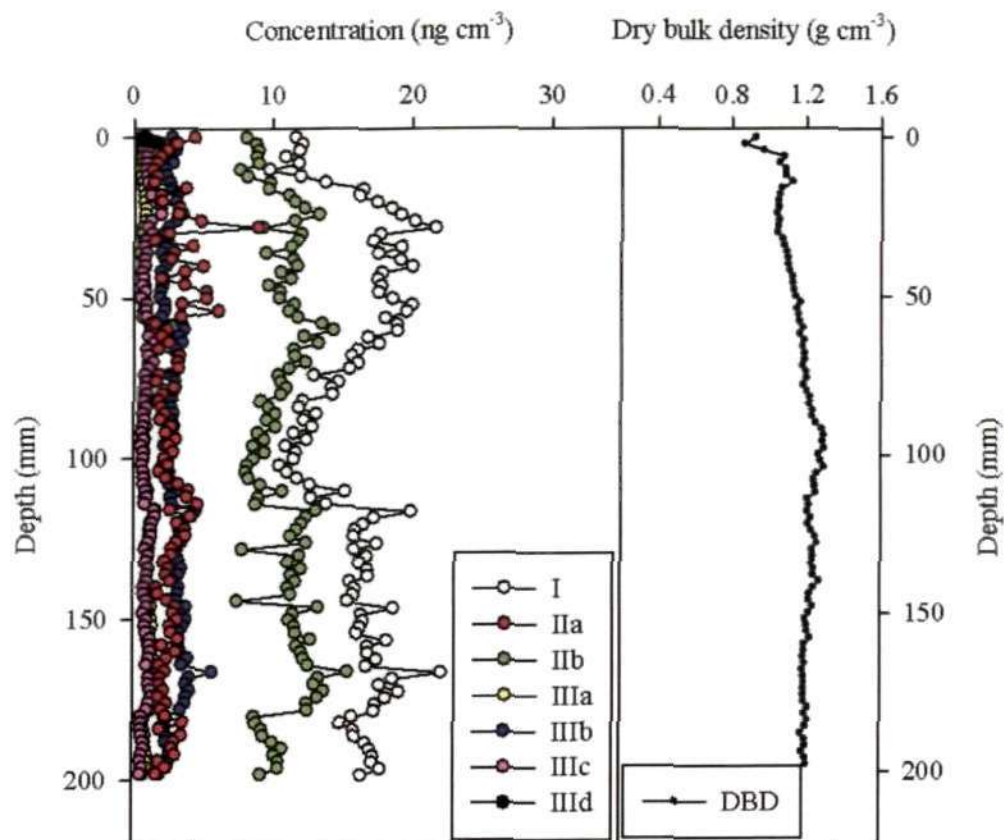 Concentration (ng cm-3)
Dry bulk density (g cm-3)
0 10 20 30
0.4 0.8 1.2 1.6
0
50
100
150
200
Depth (mm)
0
50
100
150
200
Depth (mm)
I
IIa
IIb
IIIa
IIIb
IIIc
IIId
DBD